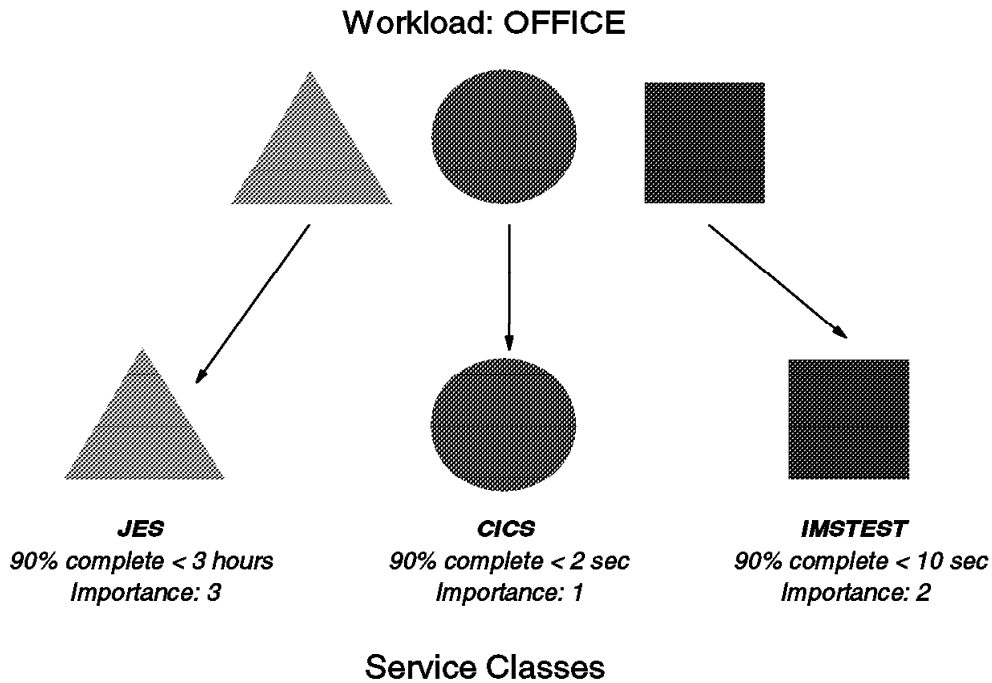 Workload: OFFICE
JES
90% complete < 3 hours
Importance: 3
CICS
90% complete < 2 sec
Importance: 1
IMSTEST
90% complete < 10 sec
Importance: 2
Service Classes